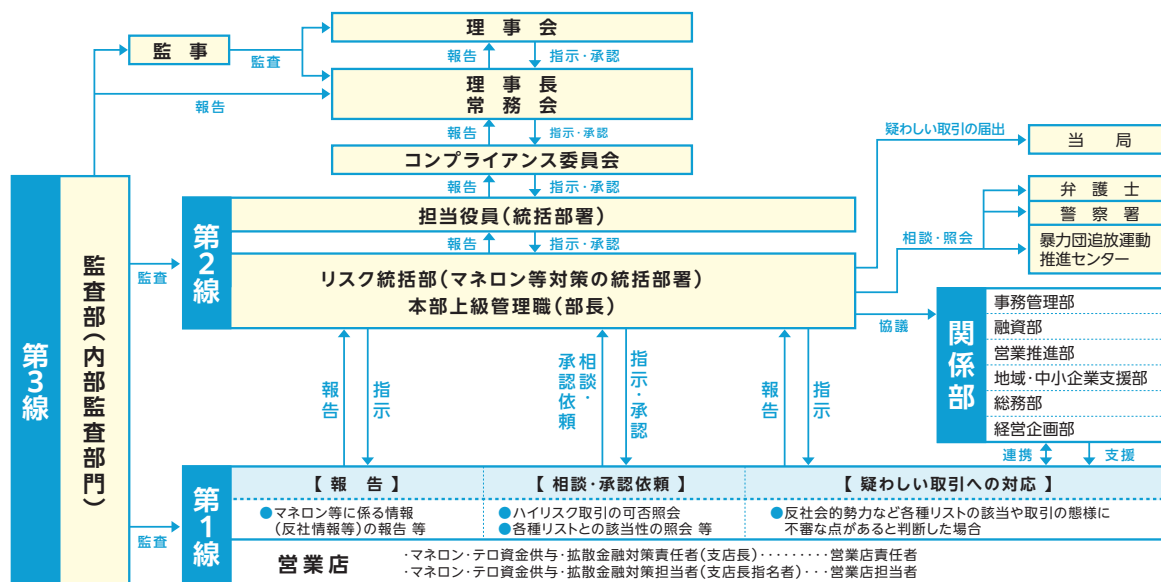 理事会
監事
監査
報告
指示・承認
理事長
常務会
報告
報告
指示・承認
コンプライアンス委員会
報告
指示・承認
疑わしい取引の届出
当局
第2線
担当役員(統括部署)
報告
指示・承認
弁護士
警察署
相談・照会
暴力団追放運動
推進センター
リスク統括部(マネロン等対策の統括部署)
本部上級管理職(部長)
第3線
監査部(内部監査部門)
監査
協議
関係部
事務管理部
融資部
営業推進部
地域・中小企業支援部
総務部
経営企画部
連携
支援
報告
指示
相談・
承認依頼
指示・承認
報告
指示
監査
第1線
【報告】
●マネロン等に係る情報
(反社情報等)の報告 等
【相談・承認依頼】
●ハイリスク取引の可否照会
●各種リストとの該当性の照会 等
【疑わしい取引への対応】
●反社会的勢力など各種リストの該当や取引の態様に
不審な点があると判断した場合
営業店
・マネロン・テロ資金供与・拡散金融対策責任者(支店長)・・・・・・・・・営業店責任者
・マネロン・テロ資金供与・拡散金融対策担当者(支店長指名者)・・・営業店担当者